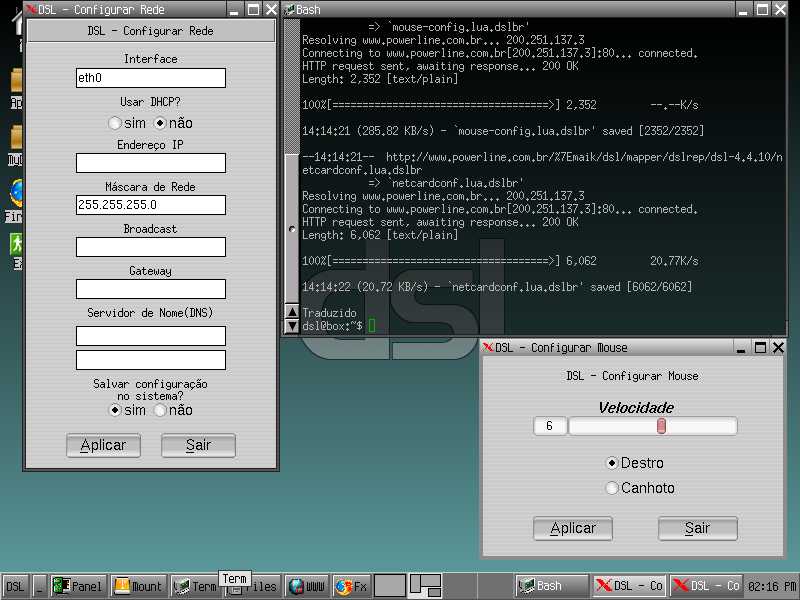 DSL - Configurar Rede
DSL - Configurar Rede
Interface
eth0
Usar DHCP?
sim não
Endereço IP
Máscara de Rede
255.255.255.0
Broadcast
Gateway
Servidor de Nome(DNS)
Salvar configuração
no sistema?
sim não
Aplicar Sair
Bash
=> `mouse-config.lua.dslbr'
Resolving www.powerline.com.br... 200.251.137.3
Connecting to www.powerline.com.br[200.251.137.3]:80... connected.
HTTP request sent, awaiting response... 200 OK
Length: 2,352 [text/plain]
100%[====================================>] 2,352 --.--K/s
14:14:21 (285.82 KB/s) - `mouse-config.lua.dslbr' saved [2352/2352]
--14:14:21-- http://www.powerline.com.br/%7Emaik/dsl/mapper/dslrep/dsl-4.4.10/n
etcardconf.lua.dslbr
=> `netcardconf.lua.dslbr'
Resolving www.powerline.com.br... 200.251.137.3
Connecting to www.powerline.com.br[200.251.137.3]:80... connected.
HTTP request sent, awaiting response... 200 OK
Length: 6,062 [text/plain]
100%[====================================>] 6,062 20.77K/s
14:14:22 (20.72 KB/s) - `netcardconf.lua.dslbr' saved [6062/6062]
Traduzido
dsl@box:~$
dsl
DSL - Configurar Mouse
DSL - Configurar Mouse
Velocidade
6
Destro
Canhoto
Aplicar Sair
Term
DSL _ Panel Mount Term Files WWW Fx Bash DSL - Co DSL - Co 02:16 PM